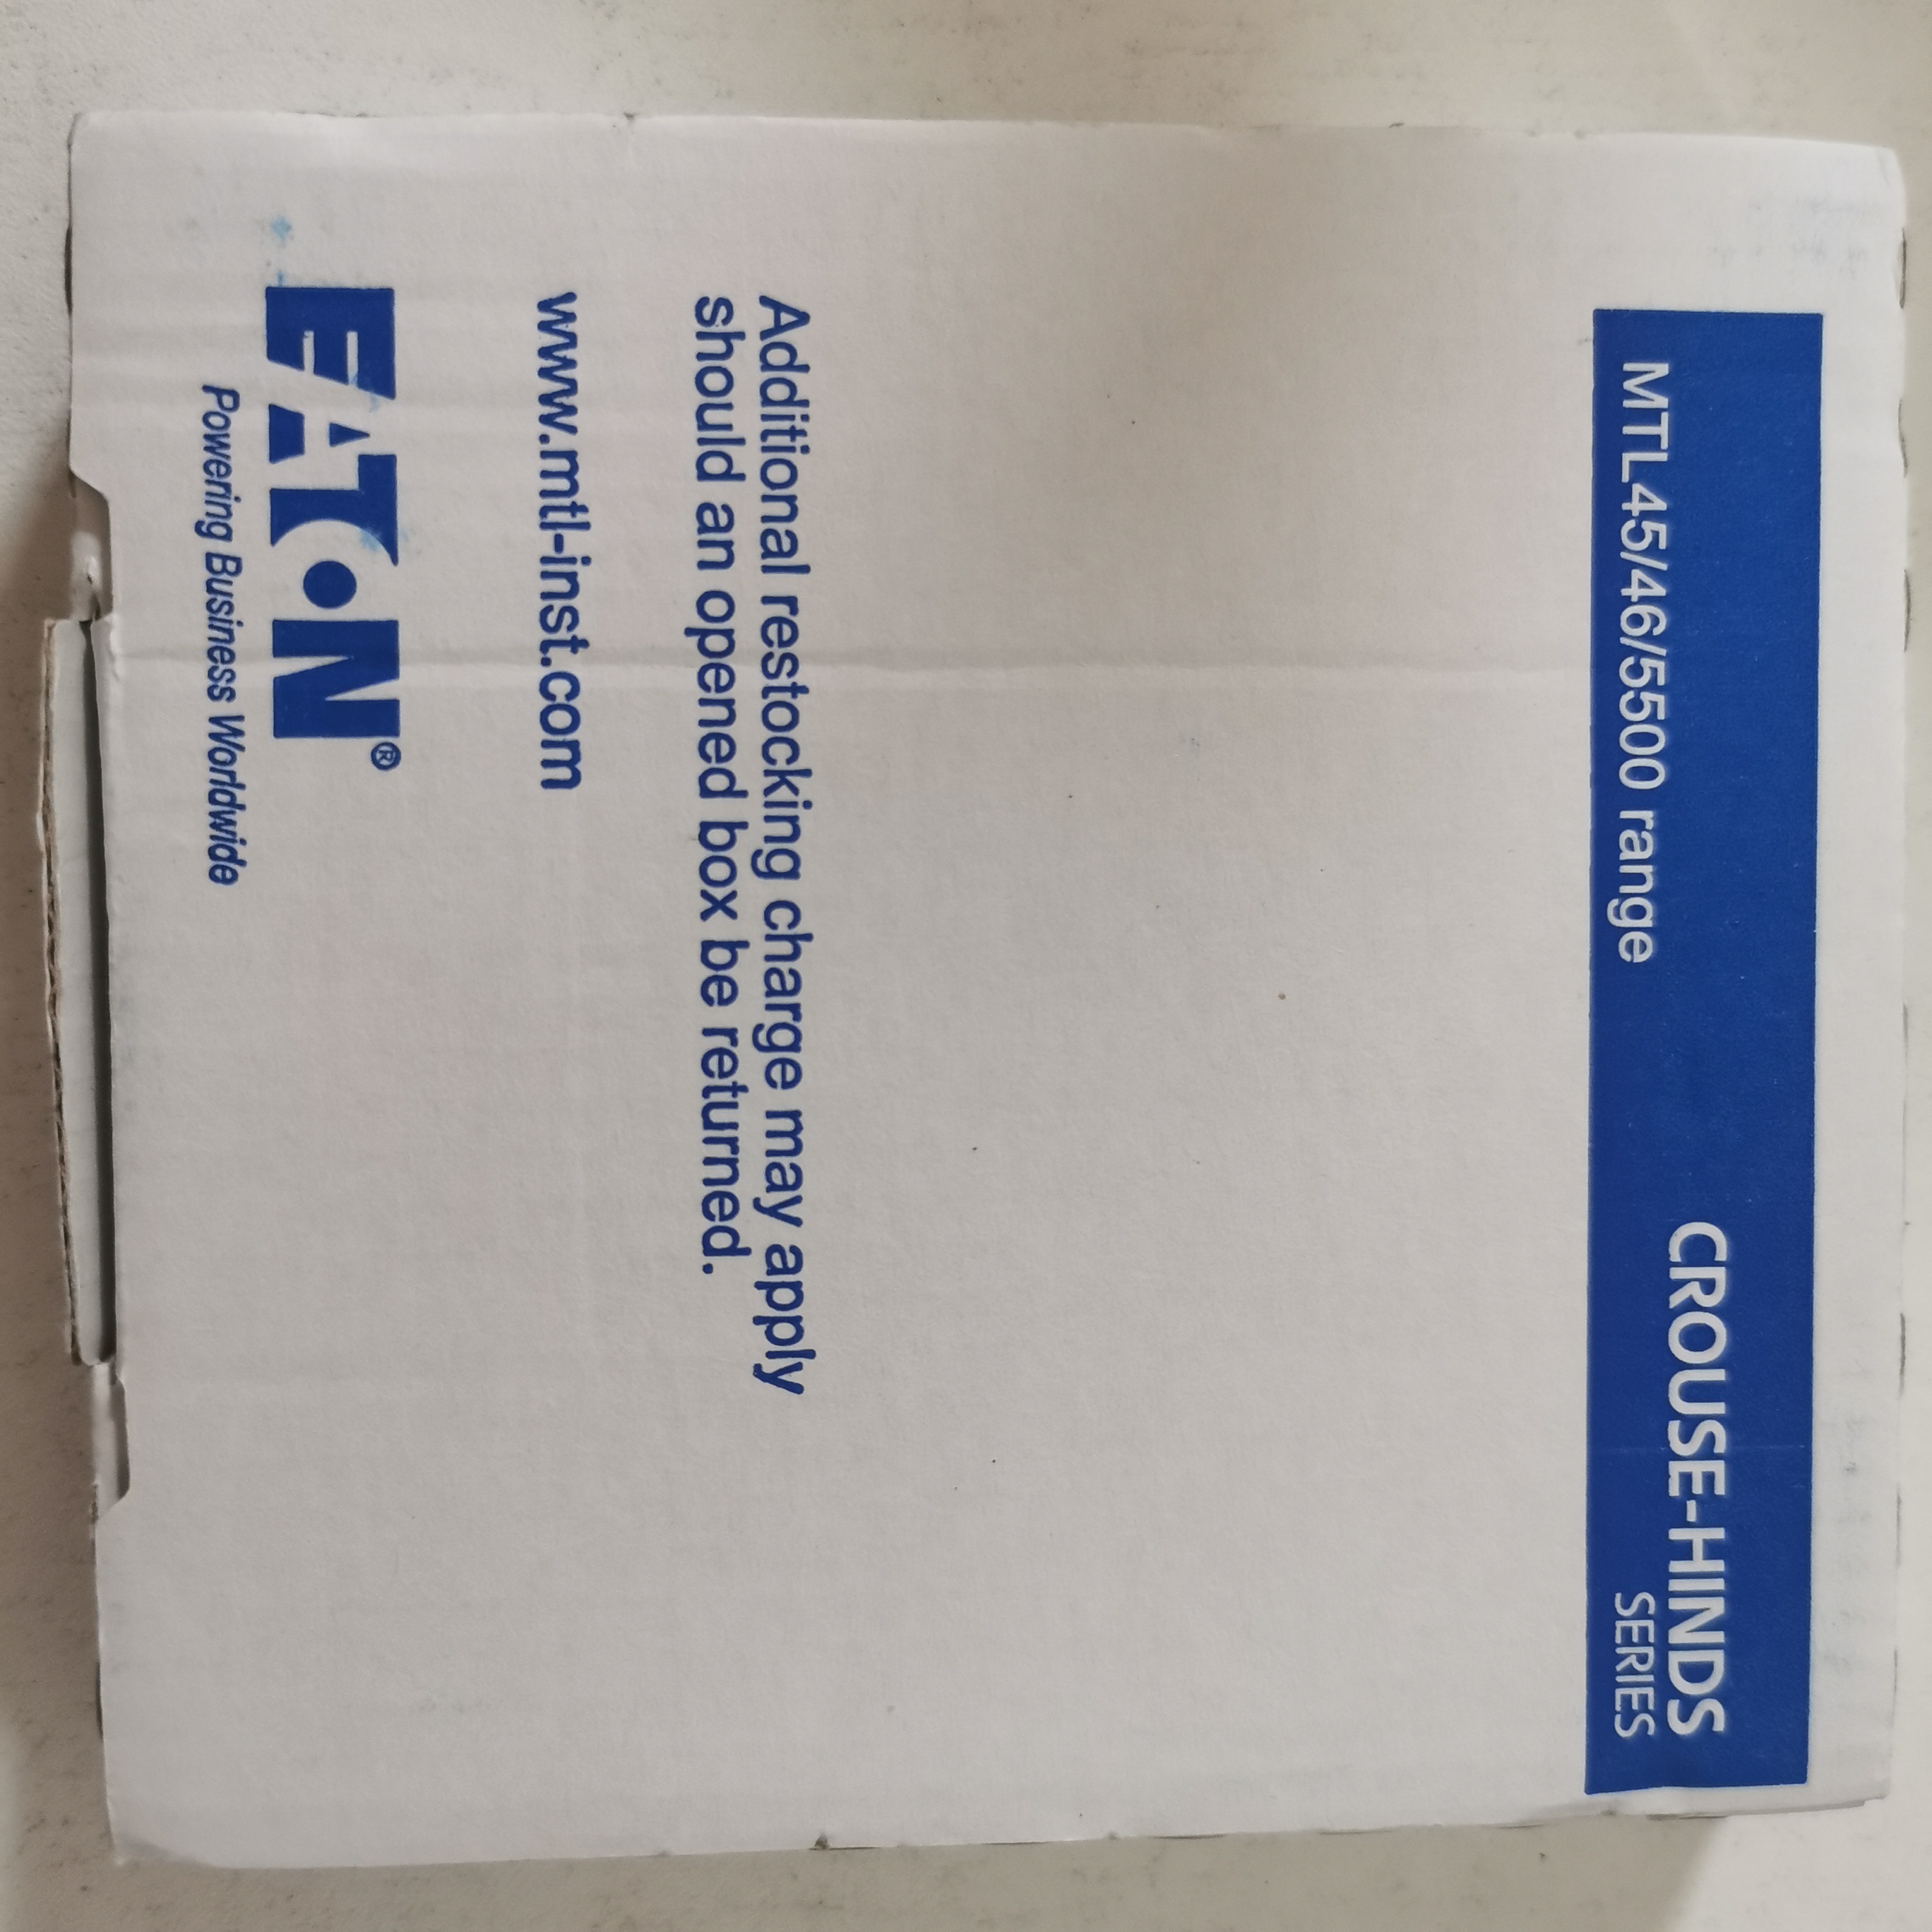 CROUSE-HINDS
SERIES
MTL45/46/5500 range
Additional restocking charge may apply
should an opened box be returned.
www.mtl-inst.com
EATON®
Powering Business Worldwide